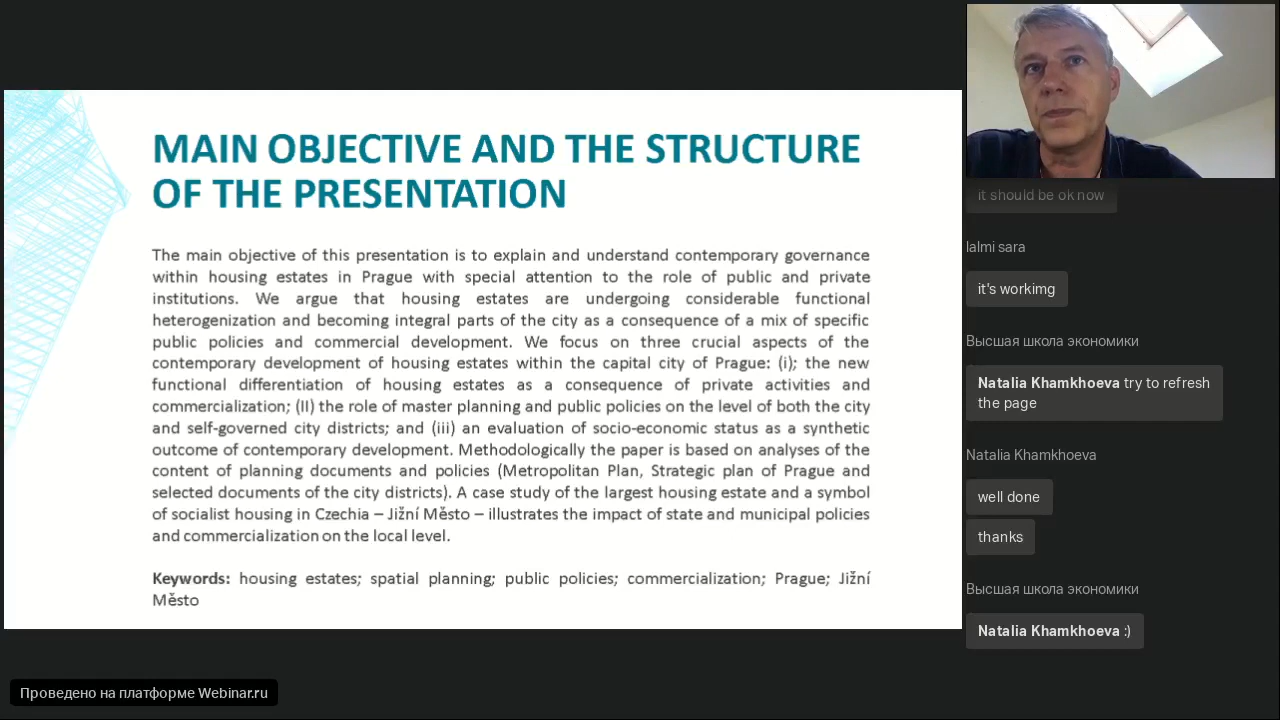 MAIN OBJECTIVE AND THE STRUCTURE
OF THE PRESENTATION
The main objective of this presentation is to explain and understand contemporary governance
within housing estates in Prague with special attention to the role of public and private
institutions. We argue that housing estates are undergoing considerable functional
heterogenization and becoming integral parts of the city as a consequence of a mix of specific
public policies and commercial development. We focus on three crucial aspects of the
contemporary development of housing estates within the capital city of Prague: (i); the new
functional differentiation of housing estates as a consequence of private activities and
commercialization; (II) the role of master planning and public policies on the level of both the city
and self-governed city districts; and (iii) an evaluation of socio-economic status as a synthetic
outcome of contemporary development. Methodologically the paper is based on analyses of the
content of planning documents and policies (Metropolitan Plan, Strategic plan of Prague and
selected documents of the city districts). A case study of the largest housing estate and a symbol
of socialist housing in Czechia – Jižní Město – illustrates the impact of state and municipal policies
and commercialization on the local level.
Keywords: housing estates; spatial planning; public policies; commercialization; Prague; Jižní
Město
it should be ok now
lalmi sara
it's workimg
Высшая школа экономики
Natalia Khamkhoeva try to refresh
the page
Natalia Khamkhoeva
well done
thanks
Высшая школа экономики
Natalia Khamkhoeva :)
Проведено на платформе Webinar.ru